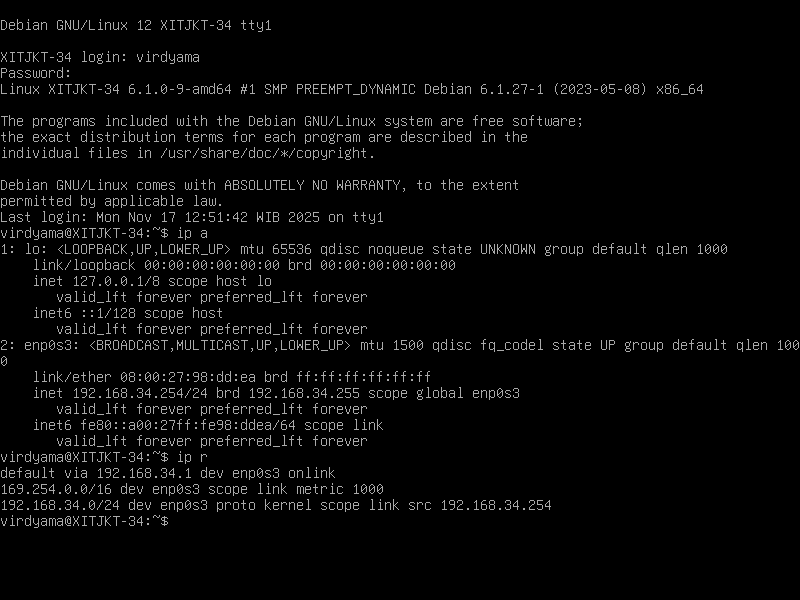 Debian GNU/Linux 12 XITJKT-34 tty1
XITJKT-34 login: virdyama
Password:
Linux XITJKT-34 6.1.0-9-amd64 #1 SMP PREEMPT_DYNAMIC Debian 6.1.27-1 (2023-05-08) x86_64
The programs included with the Debian GNU/Linux system are free software;
the exact distribution terms for each program are described in the
individual files in /usr/share/doc/*/copyright.
Debian GNU/Linux comes with ABSOLUTELY NO WARRANTY, to the extent
permitted by applicable law.
Last login: Mon Nov 17 12:51:42 WIB 2025 on tty1
virdyama@XITJKT-34:~$ ip a
1: lo: <LOOPBACK,UP,LOWER_UP> mtu 65536 qdisc noqueue state UNKNOWN group default qlen 1000
    link/loopback 00:00:00:00:00:00 brd 00:00:00:00:00:00
    inet 127.0.0.1/8 scope host lo
       valid_lft forever preferred_lft forever
    inet6 ::1/128 scope host
       valid_lft forever preferred_lft forever
2: enp0s3: <BROADCAST,MULTICAST,UP,LOWER_UP> mtu 1500 qdisc fq_codel state UP group default qlen 100
0
    link/ether 08:00:27:98:dd:ea brd ff:ff:ff:ff:ff:ff
    inet 192.168.34.254/24 brd 192.168.34.255 scope global enp0s3
       valid_lft forever preferred_lft forever
    inet6 fe80::a00:27ff:fe98:ddea/64 scope link
       valid_lft forever preferred_lft forever
virdyama@XITJKT-34:~$ ip r
default via 192.168.34.1 dev enp0s3 onlink
169.254.0.0/16 dev enp0s3 scope link metric 1000
192.168.34.0/24 dev enp0s3 proto kernel scope link src 192.168.34.254
virdyama@XITJKT-34:~$